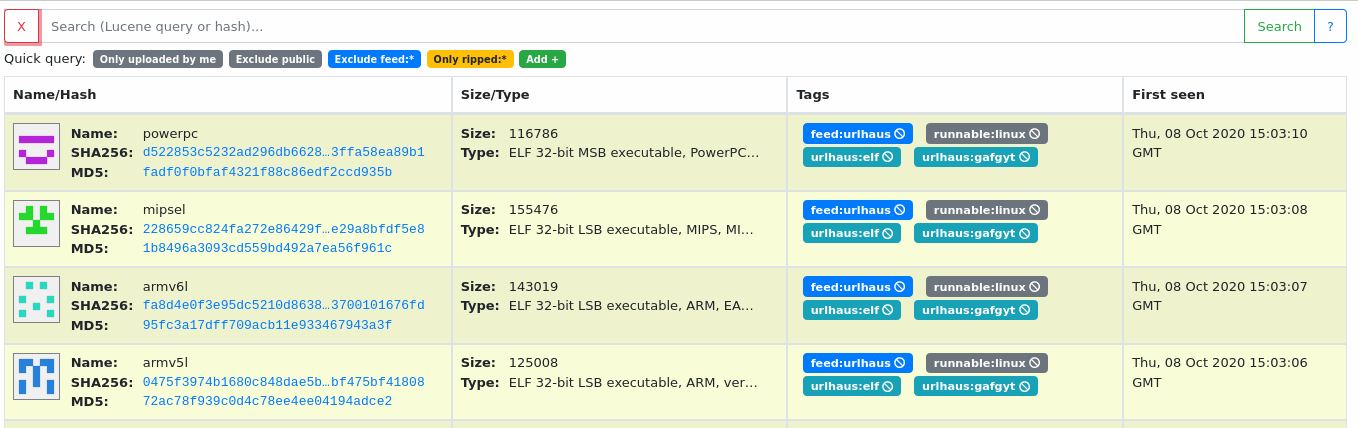 X Search (Lucene query or hash)... Search ?
Quick query: Only uploaded by me Exclude public Exclude feed:* Only ripped:* Add +
Name/Hash Size/Type Tags First seen
Name: powerpc Size: 116786 feed:urlhaus runnable:linux Thu, 08 Oct 2020 15:03:10
SHA256: d522853c5232ad296db6628…3ffa58ea89b1 Type: ELF 32-bit MSB executable, PowerPC… urlhaus:elf urlhaus:gafgyt GMT
MD5: fadf0f0bfaf4321f88c86edf2ccd935b
Name: mipsel Size: 155476 feed:urlhaus runnable:linux Thu, 08 Oct 2020 15:03:08
SHA256: 228659cc824fa272e86429f…e29a8bfdf5e8 Type: ELF 32-bit LSB executable, MIPS, MI… urlhaus:elf urlhaus:gafgyt GMT
MD5: 1b8496a3093cd559bd492a7ea56f961c
Name: armv6l Size: 143019 feed:urlhaus runnable:linux Thu, 08 Oct 2020 15:03:07
SHA256: fa8d4e0f3e95dc5210d8638…3700101676fd Type: ELF 32-bit LSB executable, ARM, EA… urlhaus:elf urlhaus:gafgyt GMT
MD5: 95fc3a17dff709acb11e933467943a3f
Name: armv5l Size: 125008 feed:urlhaus runnable:linux Thu, 08 Oct 2020 15:03:06
SHA256: 0475f3974b1680c848dae5b…bf475bf41808 Type: ELF 32-bit LSB executable, ARM, ver… urlhaus:elf urlhaus:gafgyt GMT
MD5: 72ac78f939c0d4c78ee4ee04194adce2